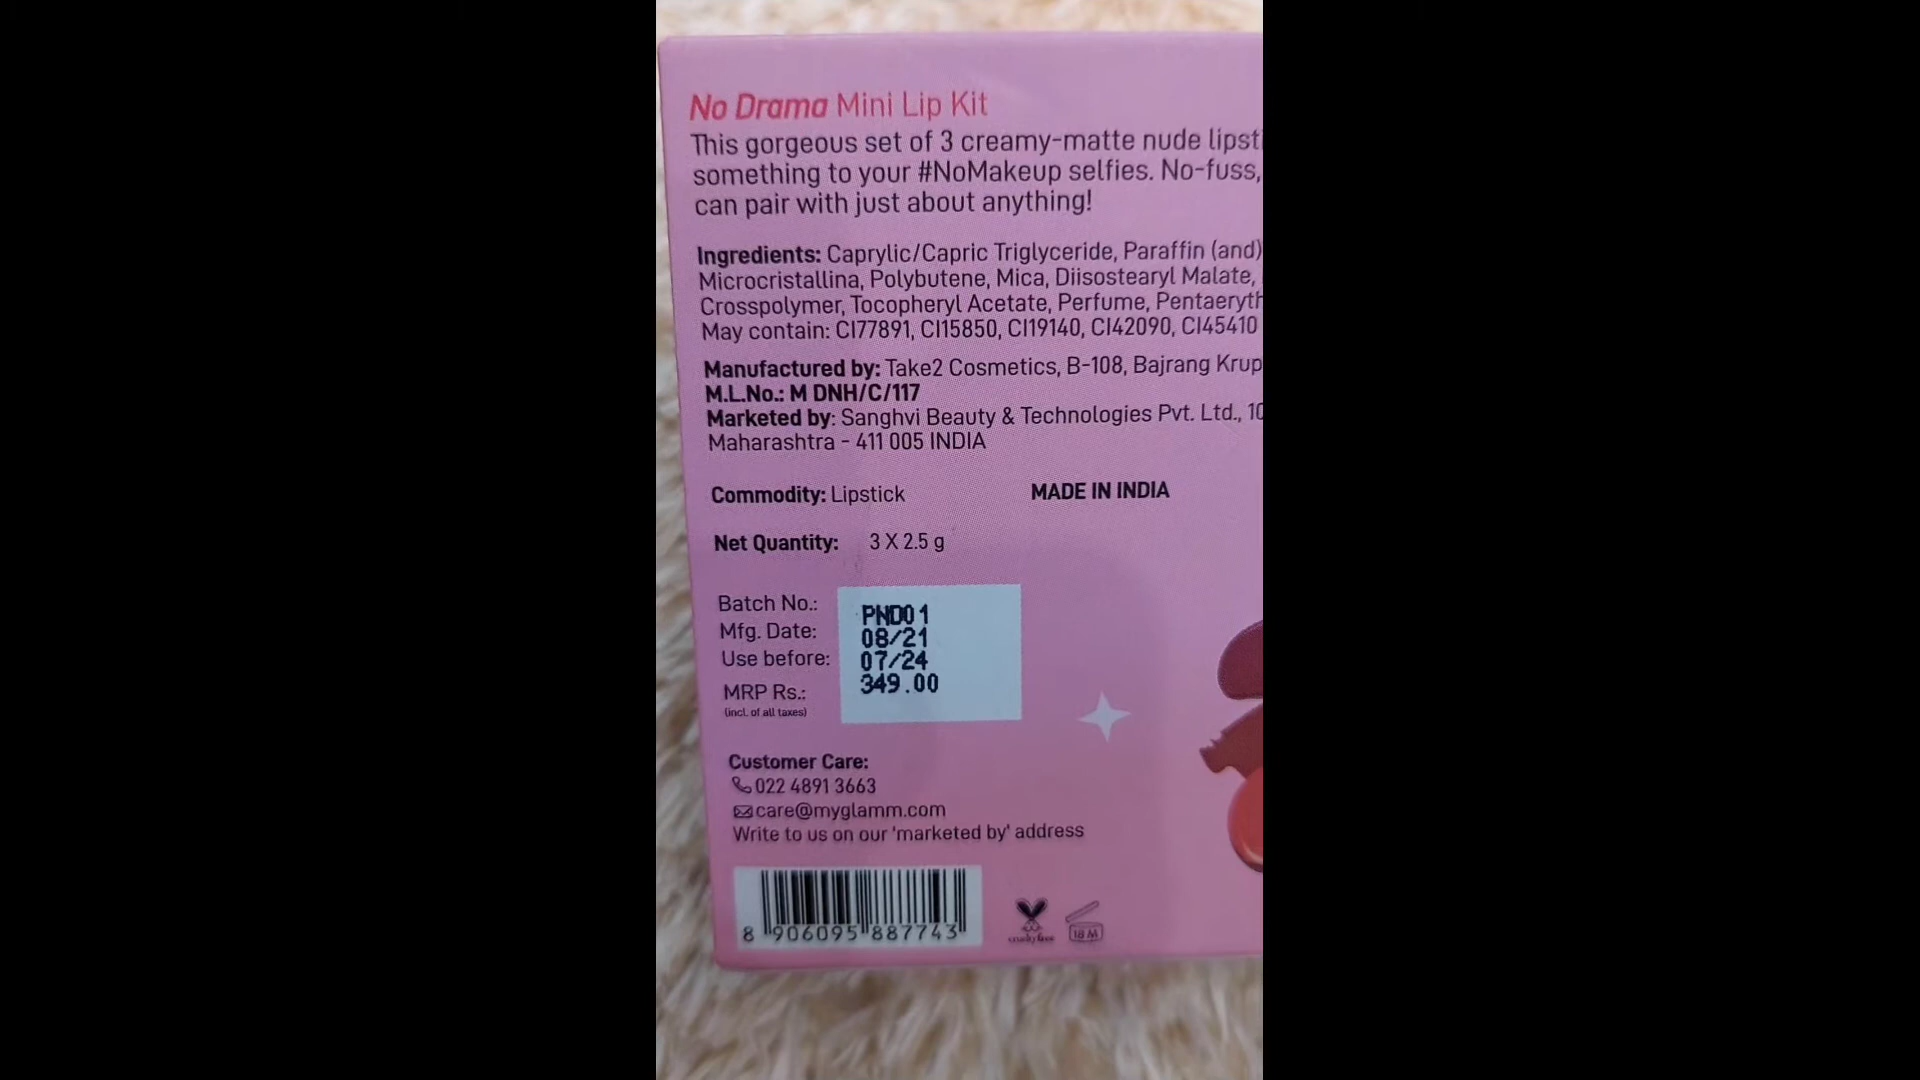 No Drama Mini Lip Kit
This gorgeous set of 3 creamy-matte nude
something to your #NoMakeup selfies. No-fuss,
can pair with just about anything!
Ingredients: Caprylic/Capric Triglyceride, Paraffin (and)
Microcristallina, Polybutene, Mica, Diisostearyl Malate,
Crosspolymer, Tocopheryl Acetate, Perfume,
May contain: CI77891, CI15850, CI19140, CI42090, CI45410
Manufactured by: Take2 Cosmetics, B-108, Bajrang
M.L.No.: M DNH/C/117
Marketed by: Sanghvi Beauty & Technologies Pvt. Ltd.,
Maharashtra - 411 005 INDIA
Commodity: Lipstick MADE IN INDIA
Net Quantity: 3 X 2.5 g
Batch No.: PND01
Mfg. Date: 08/21
Use before: 07/24
MRP Rs.: 349.00
(incl. of all taxes)
Customer Care:
022 4891 3663
care@myglamm.com
Write to us on our 'marketed by' address
8 906095 887743
cruelty free 18 M